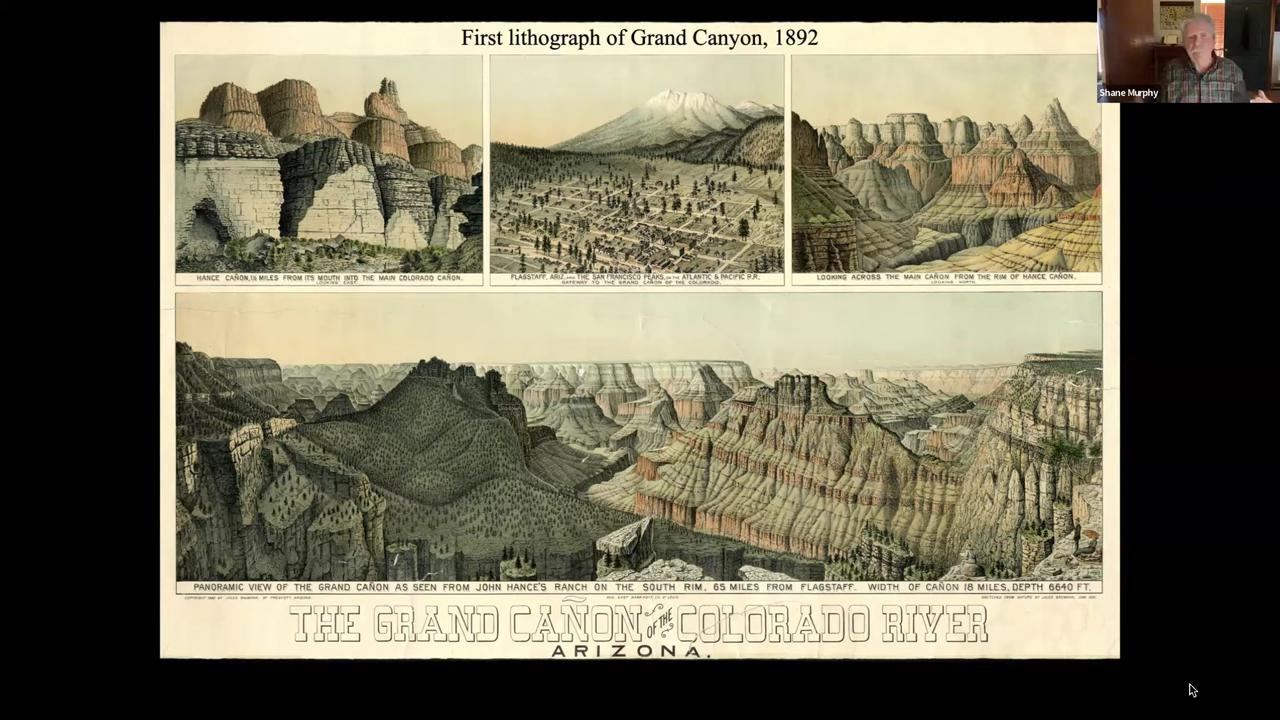 First lithograph of Grand Canyon, 1892
Shane Murphy
HANCE CAÑON, 1½ MILES FROM ITS MOUTH INTO THE MAIN COLORADO CAÑON.
LOOKING EAST.
FLAGSTAFF, ARIZ. AND THE SAN FRANCISCO PEAKS, ON THE ATLANTIC & PACIFIC R.R.
GATEWAY TO THE GRAND CAÑON OF THE COLORADO.
LOOKING ACROSS THE MAIN CAÑON FROM THE RIM OF HANCE CAÑON.
LOOKING NORTH.
PANORAMIC VIEW OF THE GRAND CAÑON AS SEEN FROM JOHN HANCE'S RANCH ON THE SOUTH RIM, 65 MILES FROM FLAGSTAFF. WIDTH OF CAÑON 18 MILES, DEPTH 6640 FT.
THE GRAND CAÑON OF THE COLORADO RIVER
ARIZONA.